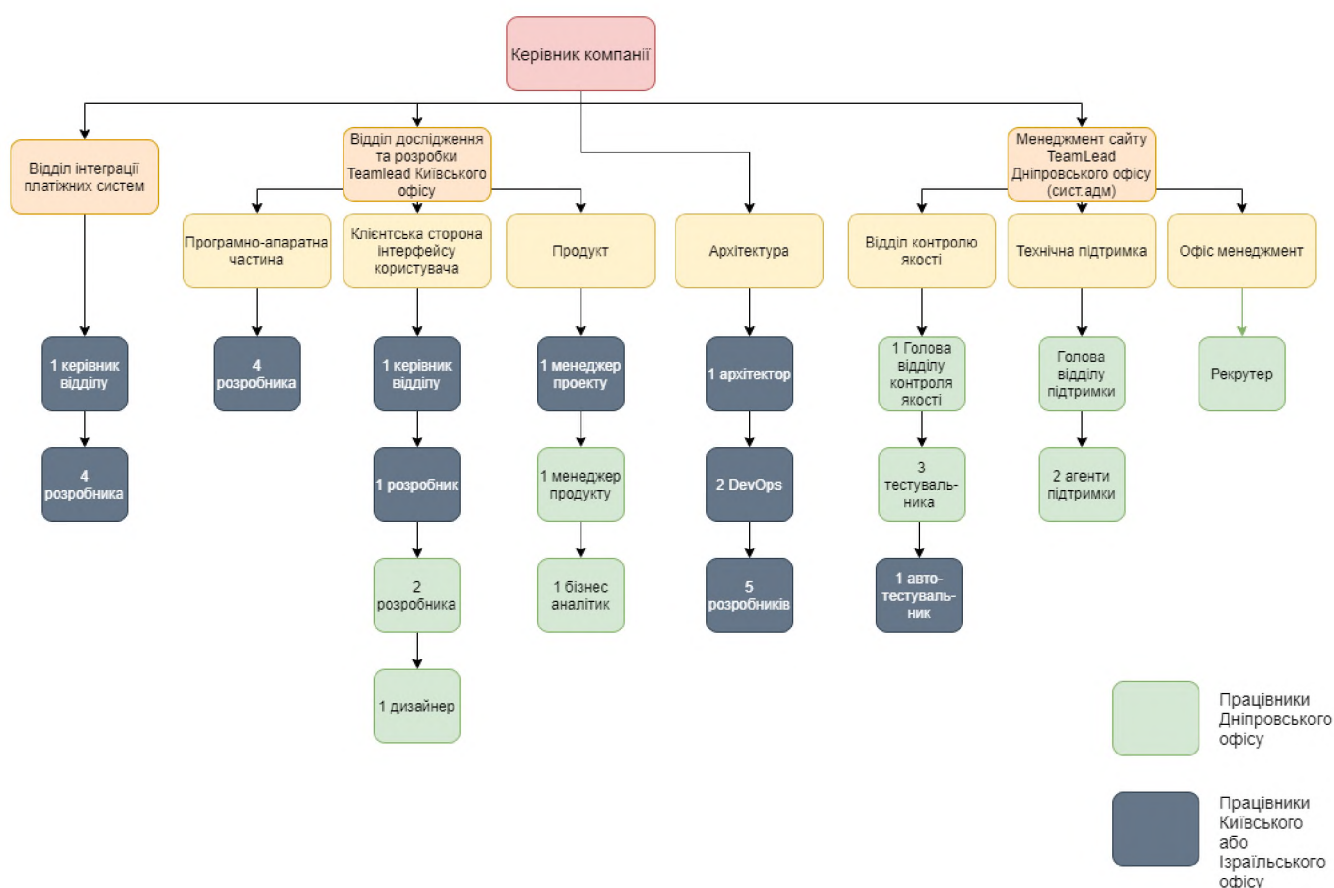 Керівник компанії
Відділ інтеграції
платіжних систем
Відділ дослідження
та розробки
Teamlead Київського
офісу
Менеджмент сайту
TeamLead
Дніпровського офісу
(сист.адм)
Програмно-апаратна
частина
Клієнтська сторона
інтерфейсу
користувача
Продукт
Архітектура
Відділ контролю
якості
Технічна підтримка
Офіс менеджмент
1 керівник
відділу
4
розробника
1 керівник
відділу
1 менеджер
проекту
1 архітектор
1 Голова
відділу
контроля
якості
Голова
відділу
підтримки
Рекрутер
4
розробника
1 розробник
1 менеджер
продукту
2 DevOps
3
тестуваль-
ника
2 агенти
підтримки
2
розробника
1 бізнес
аналітик
5
розробників
1 авто-
тестуваль-
ник
1 дизайнер
Працівники
Дніпровського
офісу
Працівники
Київського
або
Ізраїльського
офісу